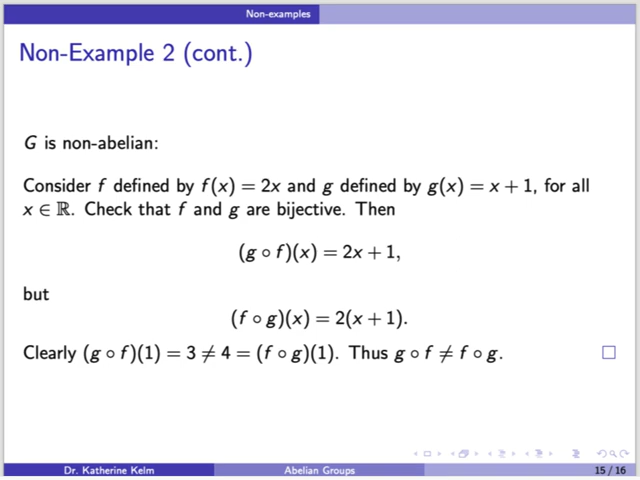 Non-examples
Non-Example 2 (cont.)
G is non-abelian:
Consider f defined by f(x) = 2x and g defined by g(x) = x + 1, for all
x ∈ ℝ. Check that f and g are bijective. Then
(g ∘ f)(x) = 2x + 1,
but
(f ∘ g)(x) = 2(x + 1).
Clearly (g ∘ f)(1) = 3 ≠ 4 = (f ∘ g)(1). Thus g ∘ f ≠ f ∘ g. □
Dr. Katherine Kelm Abelian Groups 15 / 16